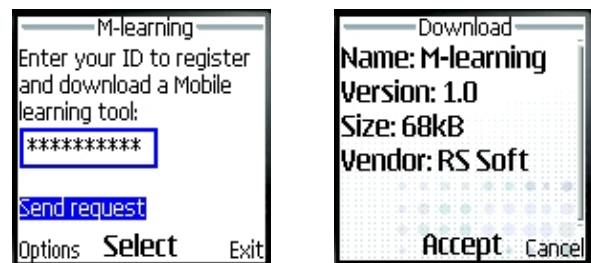 M-learning
Enter your ID to register
and download a Mobile
learning tool:
**********
Send request
Options Select Exit
Download
Name: M-learning
Version: 1.0
Size: 68kB
Vendor: RS Soft
Accept Cancel